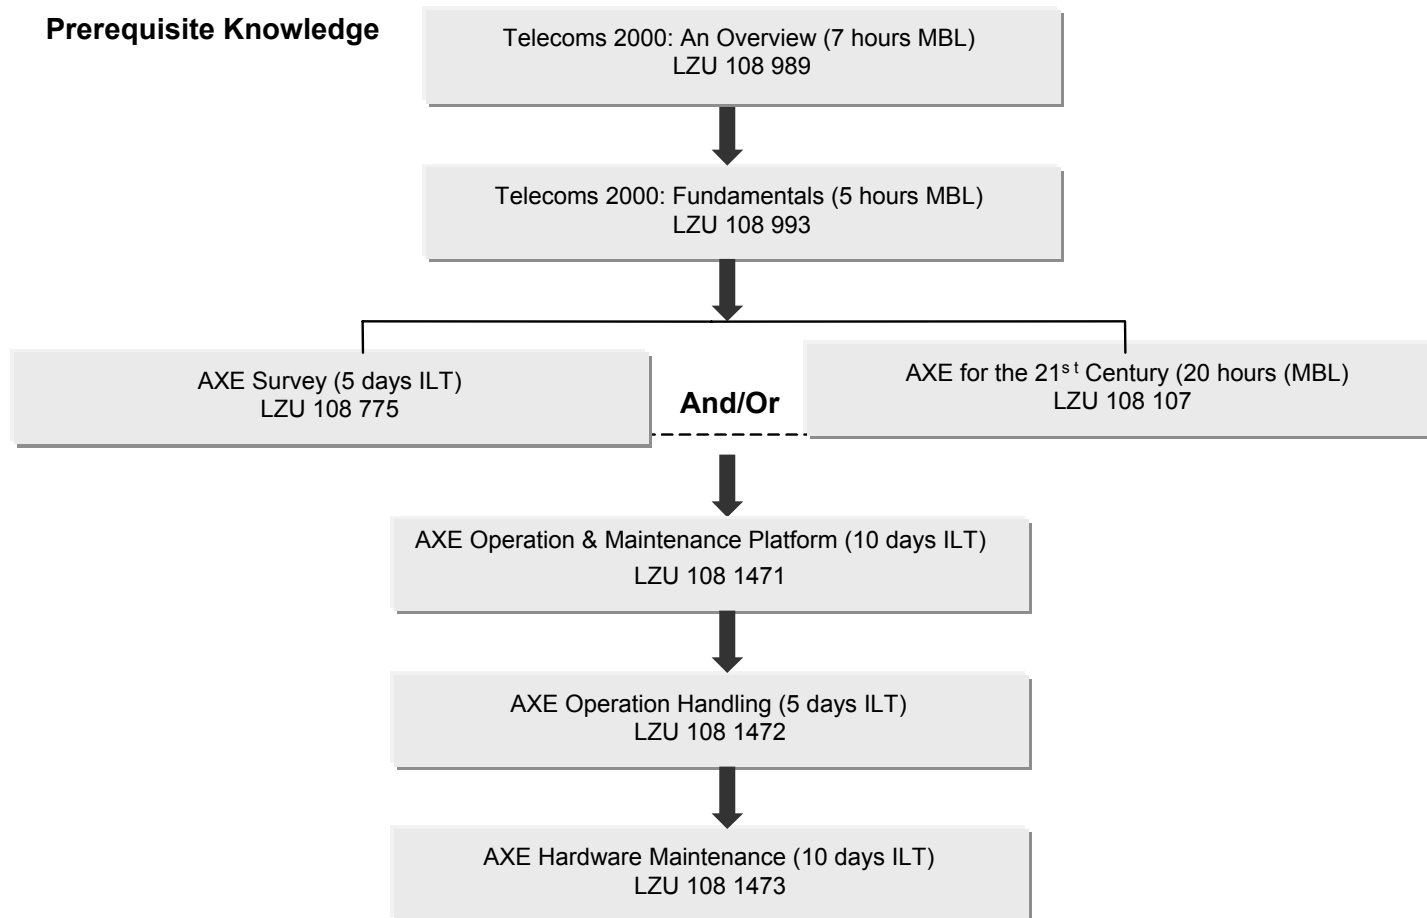 Prerequisite Knowledge
Telecoms 2000: An Overview (7 hours MBL)
LZU 108 989
Telecoms 2000: Fundamentals (5 hours MBL)
LZU 108 993
AXE Survey (5 days ILT)
LZU 108 775
And/Or
AXE for the 21st Century (20 hours (MBL)
LZU 108 107
AXE Operation & Maintenance Platform (10 days ILT)
LZU 108 1471
AXE Operation Handling (5 days ILT)
LZU 108 1472
AXE Hardware Maintenance (10 days ILT)
LZU 108 1473